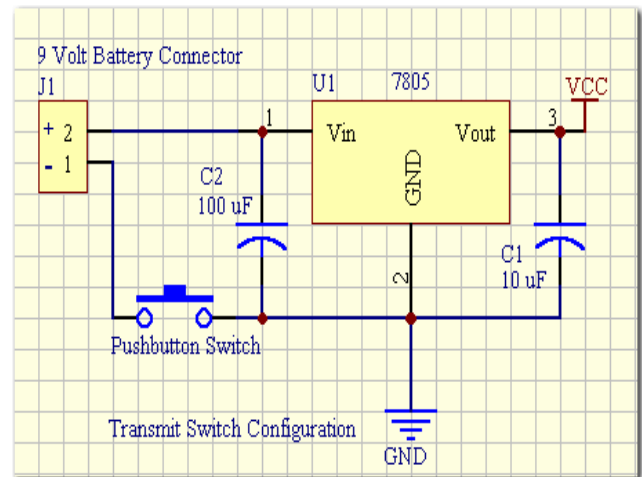 9 Volt Battery Connector
J1
U1
7805
VCC
+ 2
- 1
1
Vin
Vout
3
GND
C2
100 uF
2
C1
10 uF
Pushbutton Switch
Transmit Switch Configuration
GND